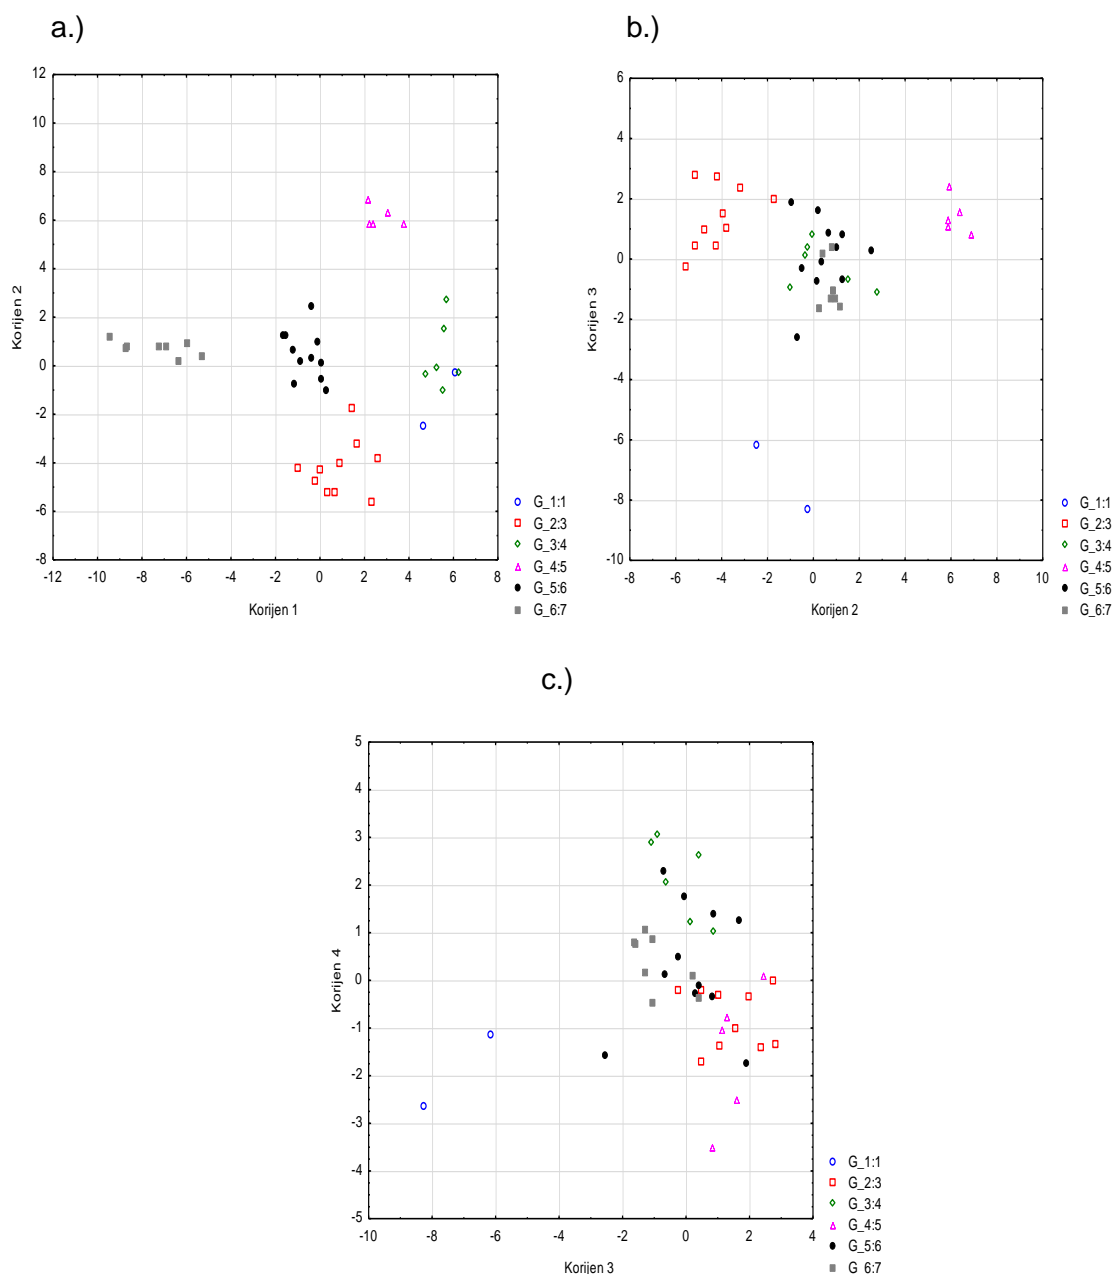 a.)
12
10
8
6
4
2
0
-2
-4
-6
-8
-12 -10 -8 -6 -4 -2 0 2 4 6 8
Korijen 2
Korijen 1
G_1:1
G_2:3
G_3:4
G_4:5
G_5:6
G_6:7
b.)
6
4
2
0
-2
-4
-6
-8
-10
-8 -6 -4 -2 0 2 4 6 8 10
Korijen 3
Korijen 2
G_1:1
G_2:3
G_3:4
G_4:5
G_5:6
G_6:7
c.)
5
4
3
2
1
0
-1
-2
-3
-4
-5
-10 -8 -6 -4 -2 0 2 4
Korijen 4
Korijen 3
G_1:1
G_2:3
G_3:4
G_4:5
G_5:6
G_6:7